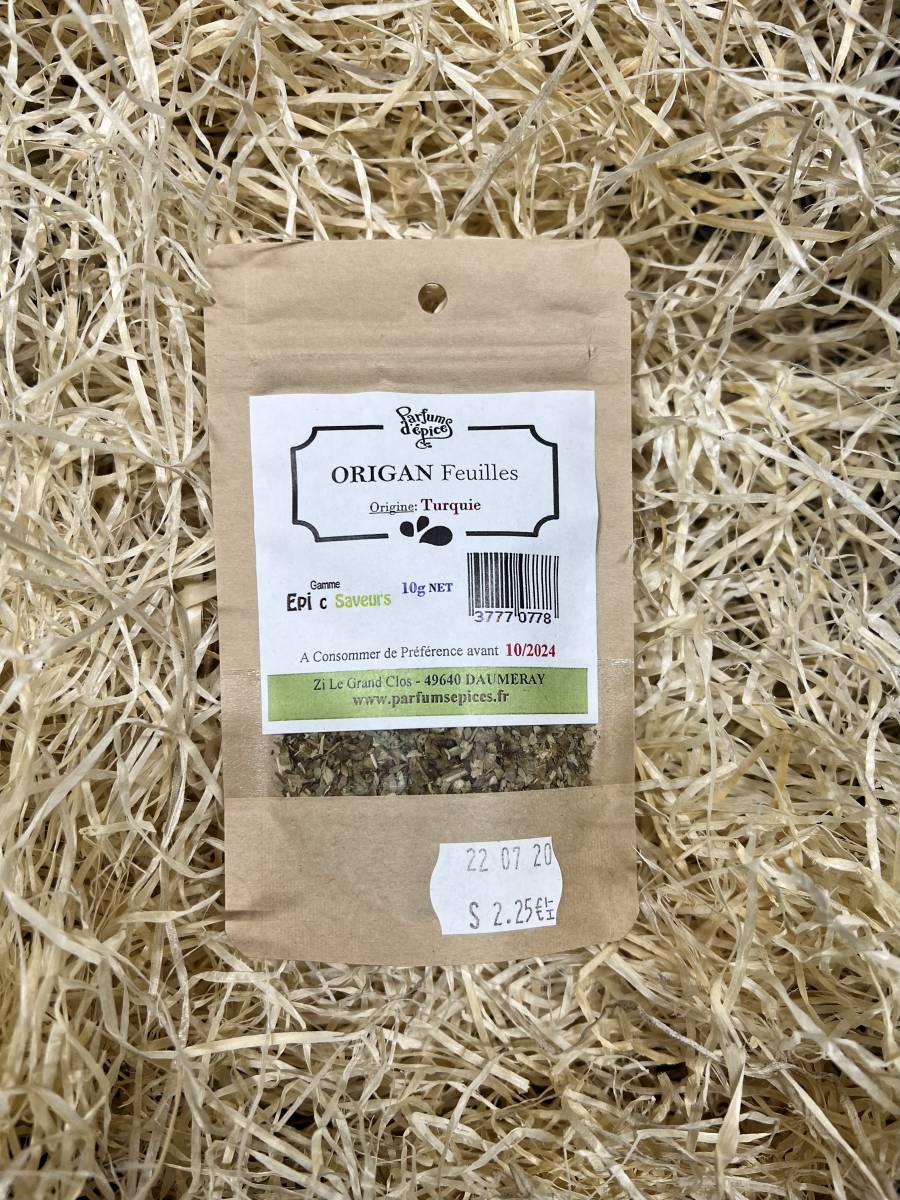 Parfums
d'épices
ORIGAN Feuilles
Origine: Turquie
Gamme
Epi c Saveurs
10g NET
3777 0778
A Consommer de Préférence avant 10/2024
Zi Le Grand Clos - 49640 DAUMERAY
www.parfumsepices.fr
22 07 20
S 2.25€